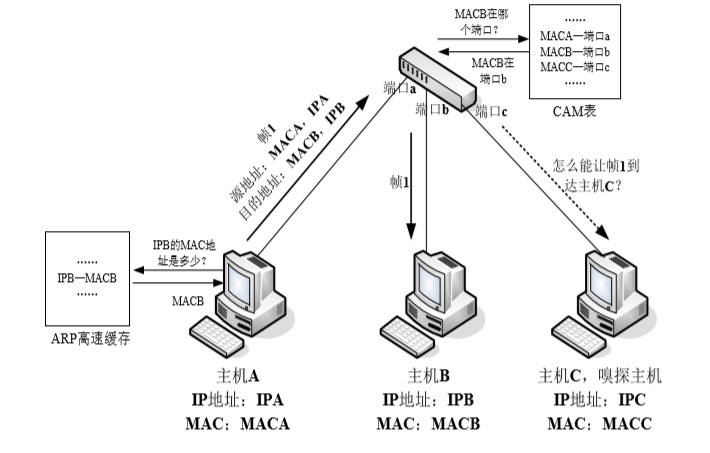 MACB在哪
个端口？
MACB在
端口b
……
MACA—端口a
MACB—端口b
MACC—端口c
……
CAM表
端口a
端口b
端口c
帧1
源地址：MACA，IPA
目的地址：MACB，IPB
帧1
怎么能让帧1到
达主机C？
……
IPB—MACB
……
ARP高速缓存
IPB的MAC地
址是多少？
MACB
主机A
IP地址：IPA
MAC：MACA
主机B
IP地址：IPB
MAC：MACB
主机C，嗅探主机
IP地址：IPC
MAC：MACC